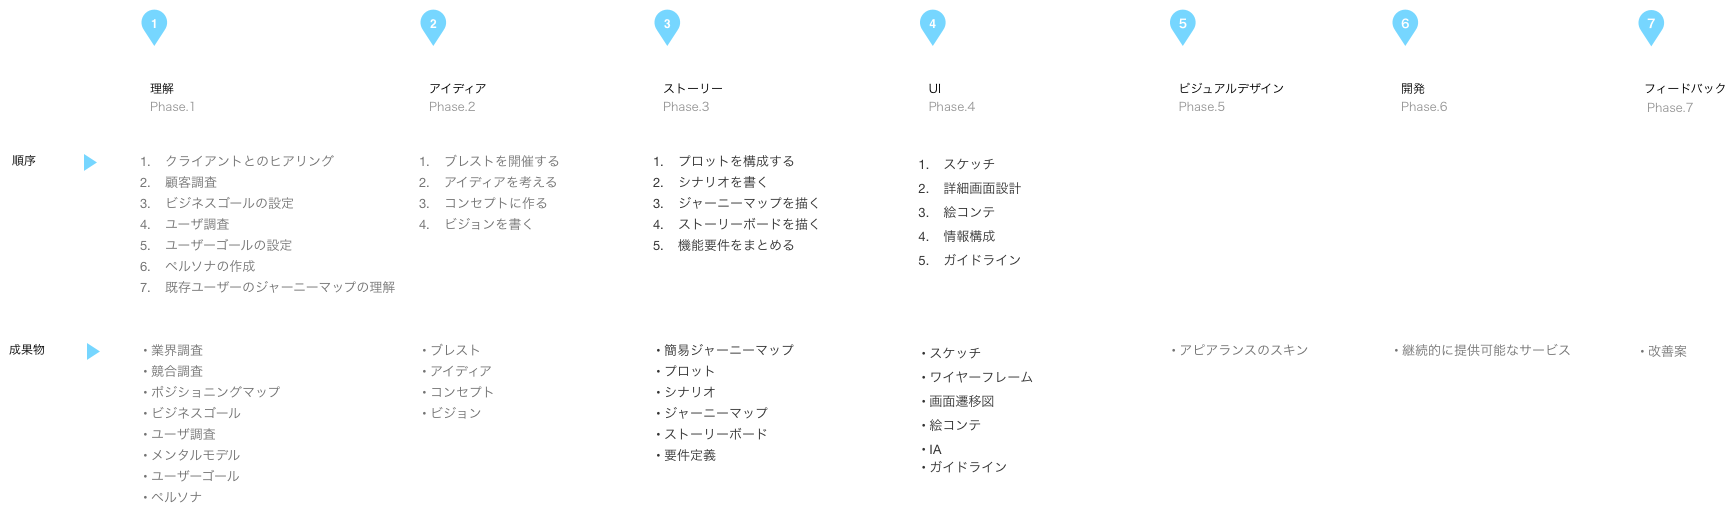 1
2
3
4
5
6
7
理解
Phase.1
アイディア
Phase.2
ストーリー
Phase.3
UI
Phase.4
ビジュアルデザイン
Phase.5
開発
Phase.6
フィードバック
Phase.7
順序
1. クライアントとのヒアリング
2. 顧客調査
3. ビジネスゴールの設定
4. ユーザ調査
5. ユーザーゴールの設定
6. ペルソナの作成
7. 既存ユーザーのジャーニーマップの理解
1. ブレストを開催する
2. アイディアを考える
3. コンセプトに作る
4. ビジョンを書く
1. プロットを構成する
2. シナリオを書く
3. ジャーニーマップを描く
4. ストーリーボードを描く
5. 機能要件をまとめる
1. スケッチ
2. 詳細画面設計
3. 絵コンテ
4. 情報構成
5. ガイドライン
成果物
・業界調査
・競合調査
・ポジショニングマップ
・ビジネスゴール
・ユーザ調査
・メンタルモデル
・ユーザーゴール
・ペルソナ
・ブレスト
・アイディア
・コンセプト
・ビジョン
・簡易ジャーニーマップ
・プロット
・シナリオ
・ジャーニーマップ
・ストーリーボード
・要件定義
・スケッチ
・ワイヤーフレーム
・画面遷移図
・絵コンテ
・IA
・ガイドライン
・アピアランスのスキン
・継続的に提供可能なサービス
・改善案